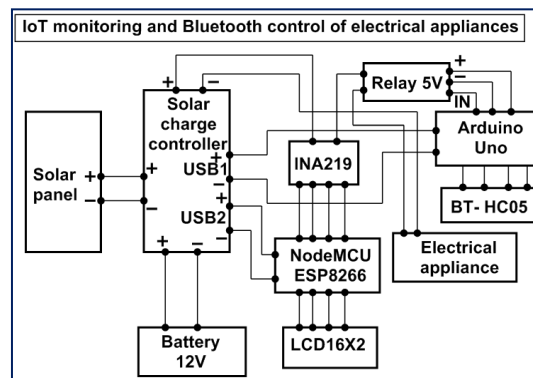 IoT monitoring and Bluetooth control of electrical appliances
+ −
Relay 5V
+
−
IN
Solar
charge
controller
Arduino
Uno
Solar
panel
+
−
+
−
+
USB1
−
INA219
BT- HC05
USB2
+
−
NodeMCU
ESP8266
Electrical
appliance
+ −
Battery
12V
LCD16X2